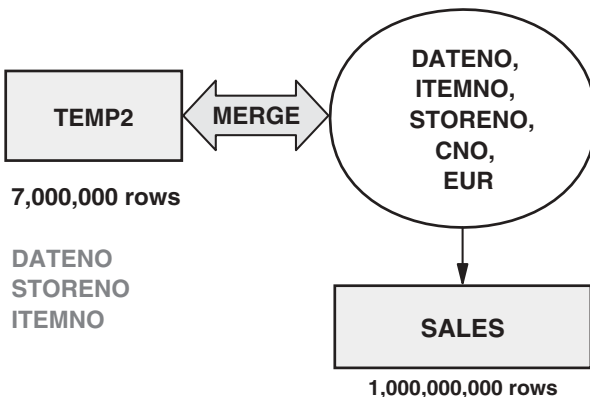 TEMP2
MERGE
DATENO,
ITEMNO,
STORENO,
CNO,
EUR
7,000,000 rows
DATENO
STORENO
ITEMNO
SALES
1,000,000,000 rows